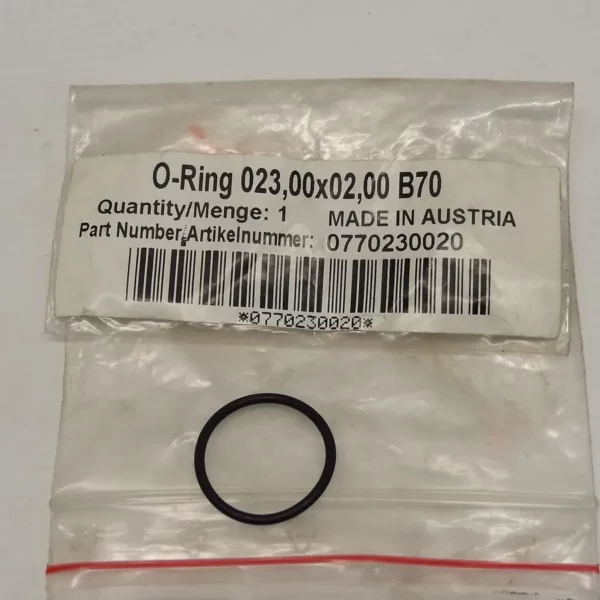 O-Ring 023,00x02,00 B70
Quantity/Menge: 1 MADE IN AUSTRIA
Part Number/Artikelnummer: 0770230020
*0770230020*